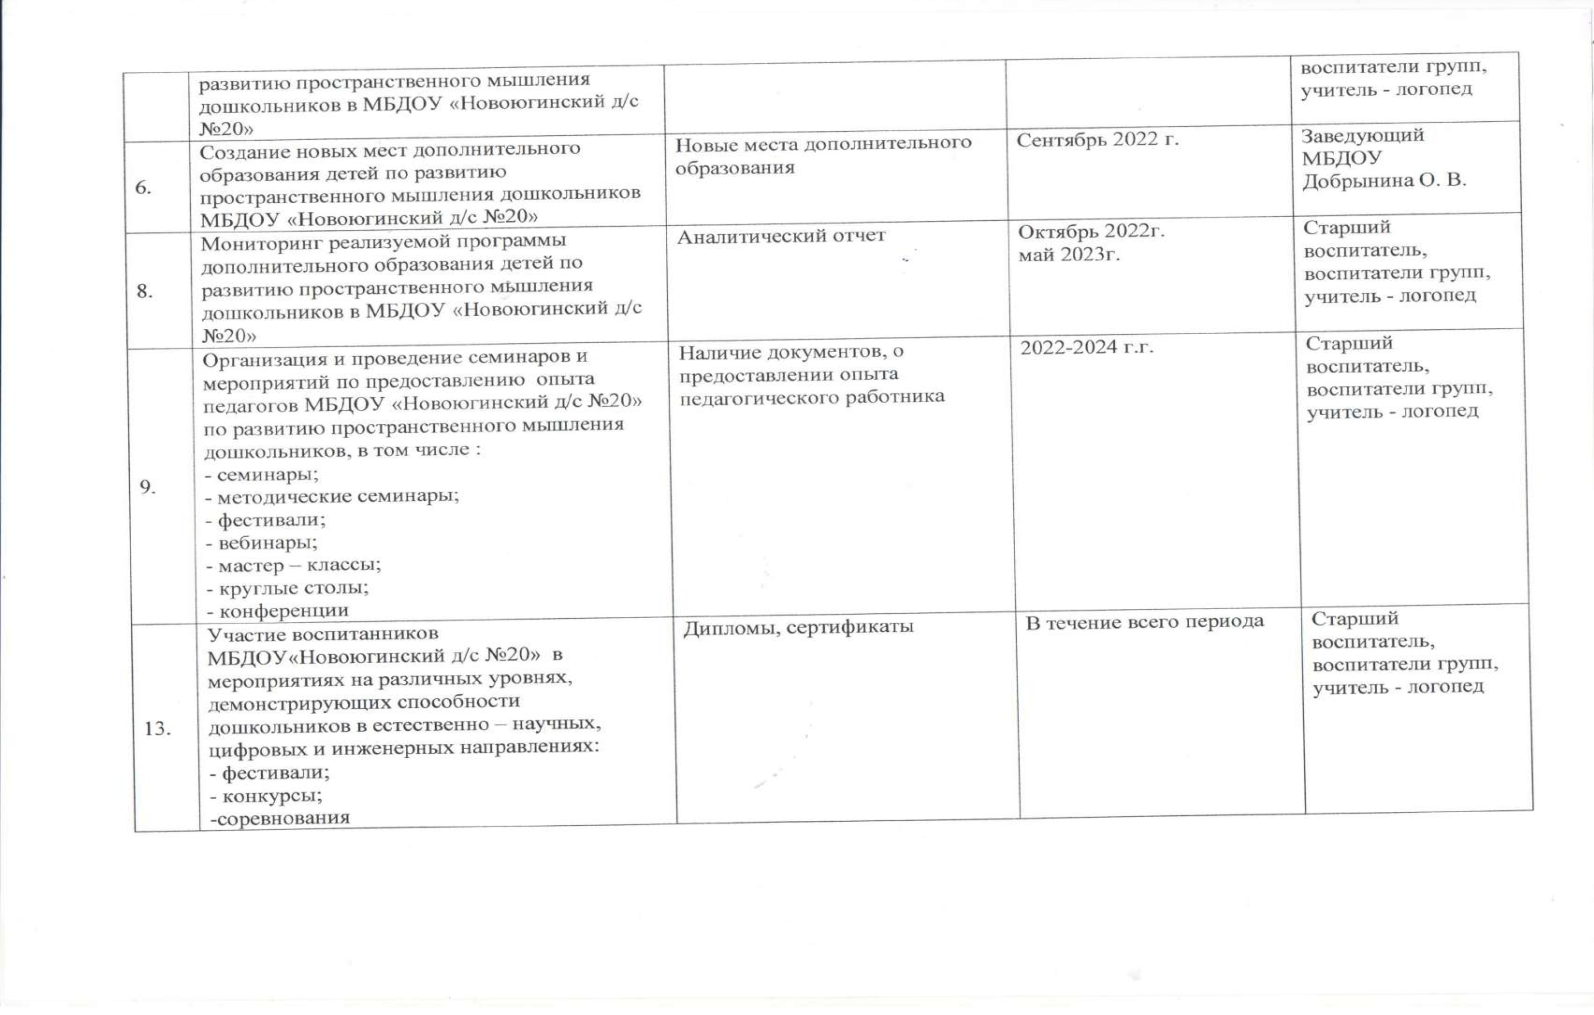 развитию пространственного мышления
дошкольников в МБДОУ «Новоюгинский д/с
№20»
воспитатели групп,
учитель - логопед
6.
Создание новых мест дополнительного
образования детей по развитию
пространственного мышления дошкольников
МБДОУ «Новоюгинский д/с №20»
Новые места дополнительного
образования
Сентябрь 2022 г.
Заведующий
МБДОУ
Добрынина О. В.
8.
Мониторинг реализуемой программы
дополнительного образования детей по
развитию пространственного мышления
дошкольников в МБДОУ «Новоюгинский д/с
№20»
Аналитический отчет
Октябрь 2022г.
май 2023г.
Старший
воспитатель,
воспитатели групп,
учитель - логопед
9.
Организация и проведение семинаров и
мероприятий по предоставлению  опыта
педагогов МБДОУ «Новоюгинский д/с №20»
по развитию пространственного мышления
дошкольников, в том числе :
- семинары;
- методические семинары;
- фестивали;
- вебинары;
- мастер – классы;
- круглые столы;
- конференции
Наличие документов, о
предоставлении опыта
педагогического работника
2022-2024 г.г.
Старший
воспитатель,
воспитатели групп,
учитель - логопед
13.
Участие воспитанников
МБДОУ«Новоюгинский д/с №20»  в
мероприятиях на различных уровнях,
демонстрирующих способности
дошкольников в естественно – научных,
цифровых и инженерных направлениях:
- фестивали;
- конкурсы;
-соревнования
Дипломы, сертификаты
В течение всего периода
Старший
воспитатель,
воспитатели групп,
учитель - логопед